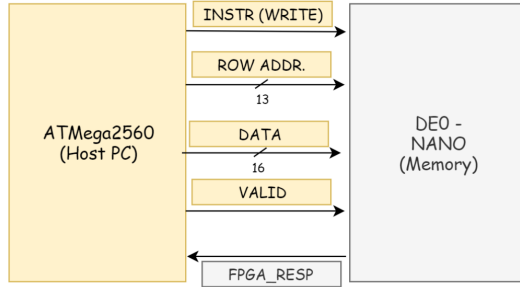 INSTR (WRITE)
ROW ADDR.
13
ATMega2560
(Host PC)
DATA
16
DE0 -
NANO
(Memory)
VALID
FPGA_RESP